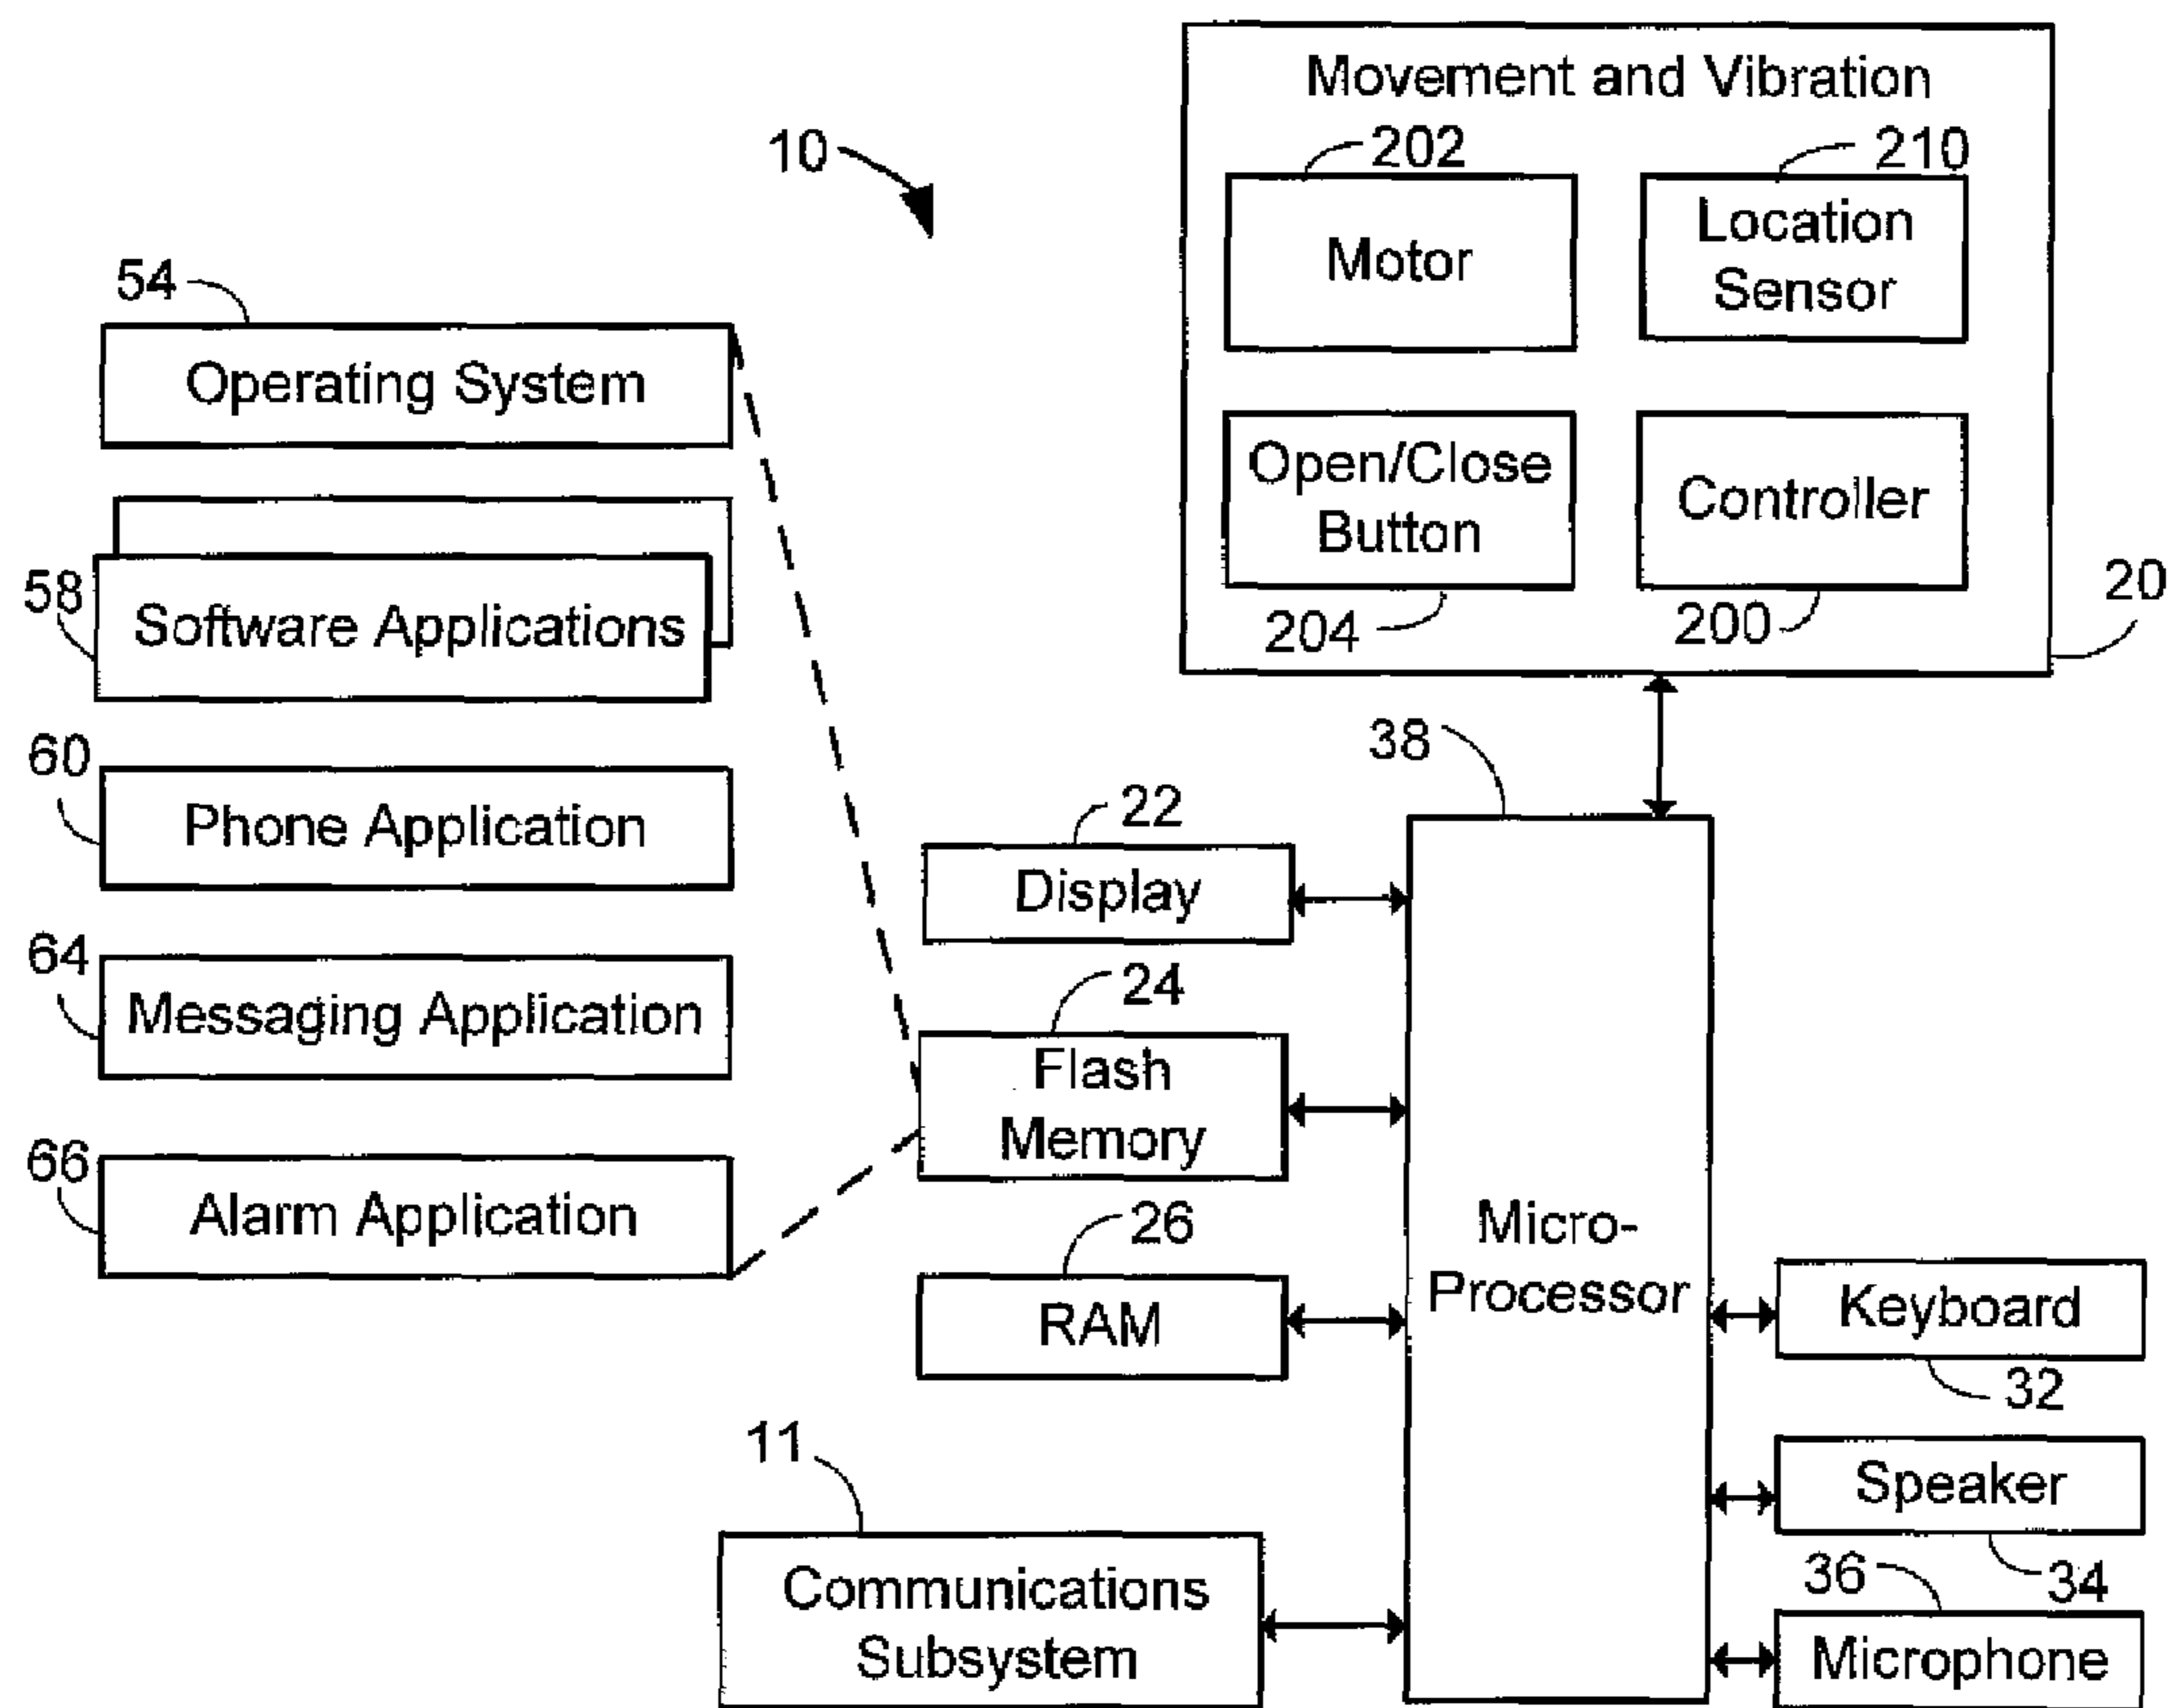 Movement and Vibration
10
202
210
Motor
Location
Sensor
54
Operating System
Open/Close
Button
Controller
58
Software Applications
204
200
20
60
Phone Application
38
22
Display
64
Messaging Application
24
Flash
Memory
66
Alarm Application
26
RAM
Micro-
Processor
Keyboard
32
11
Speaker
34
Communications
Subsystem
36
Microphone